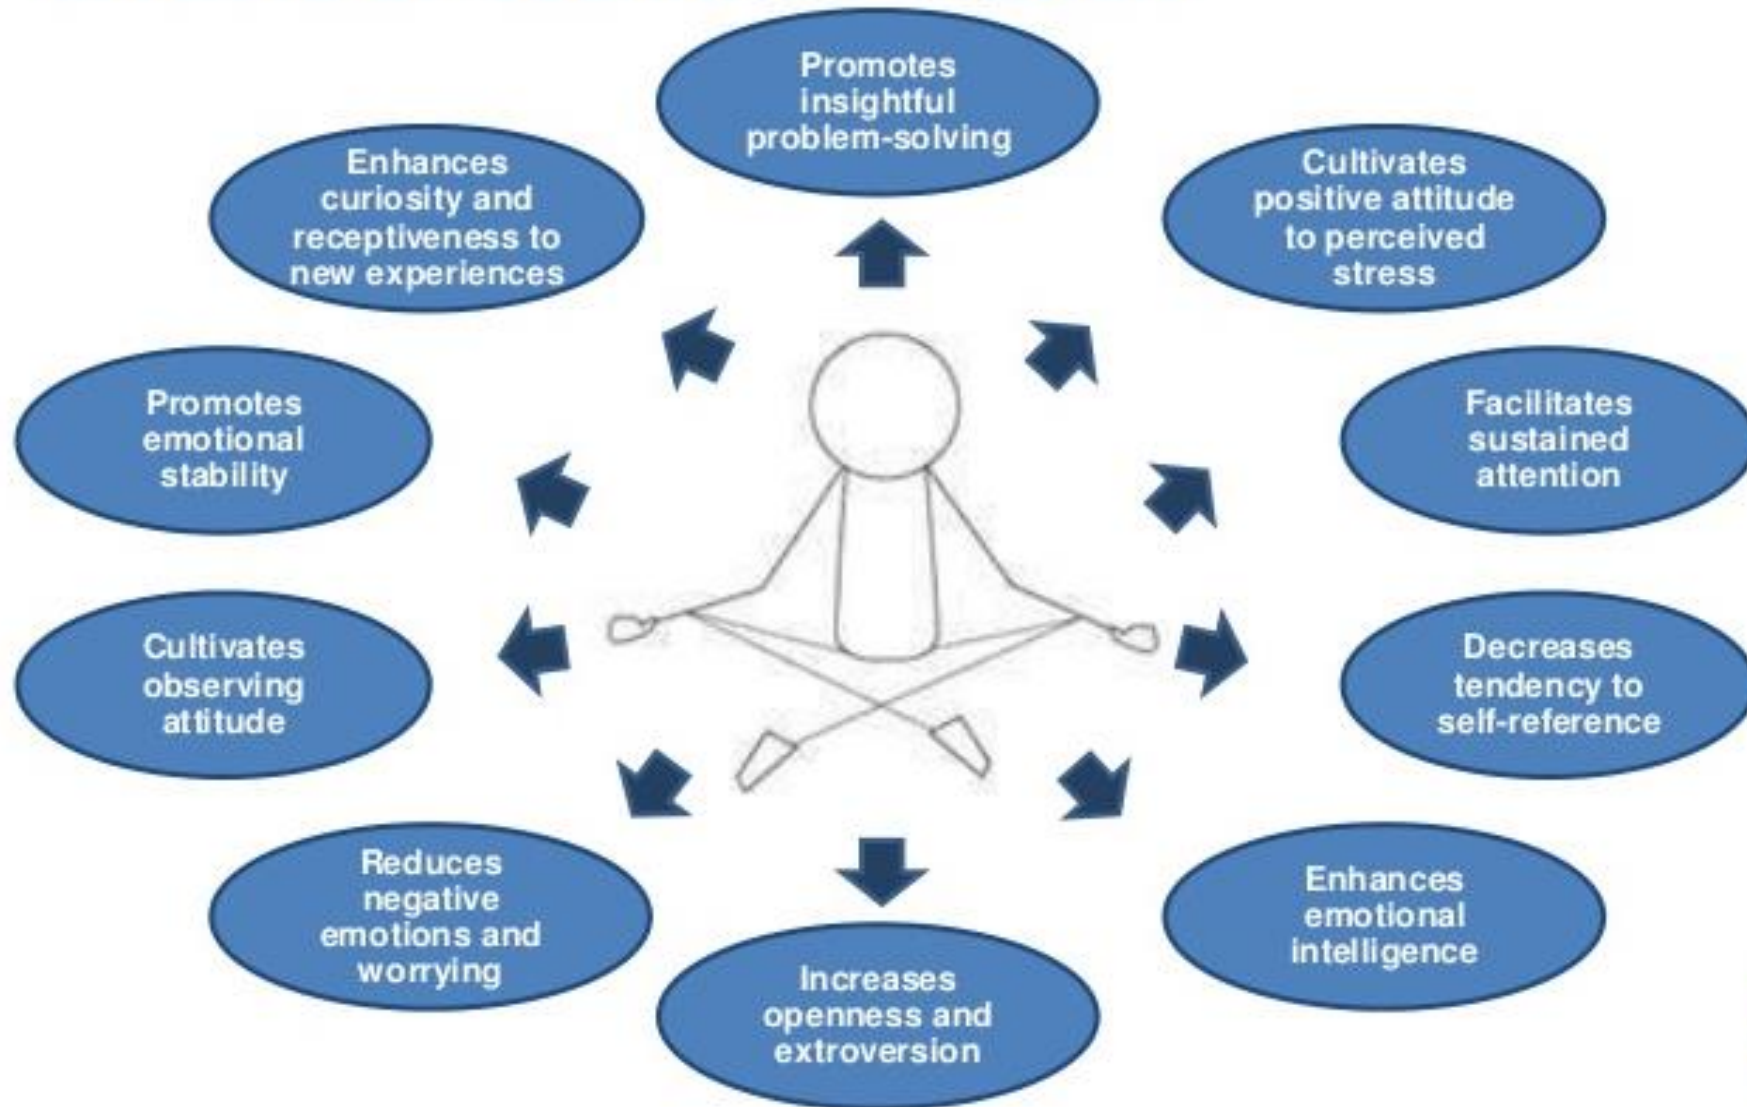 Promotes
insightful
problem-solving
Cultivates
positive attitude
to perceived
stress
Facilitates
sustained
attention
Decreases
tendency to
self-reference
Enhances
emotional
intelligence
Increases
openness and
extroversion
Reduces
negative
emotions and
worrying
Cultivates
observing
attitude
Promotes
emotional
stability
Enhances
curiosity and
receptiveness to
new experiences